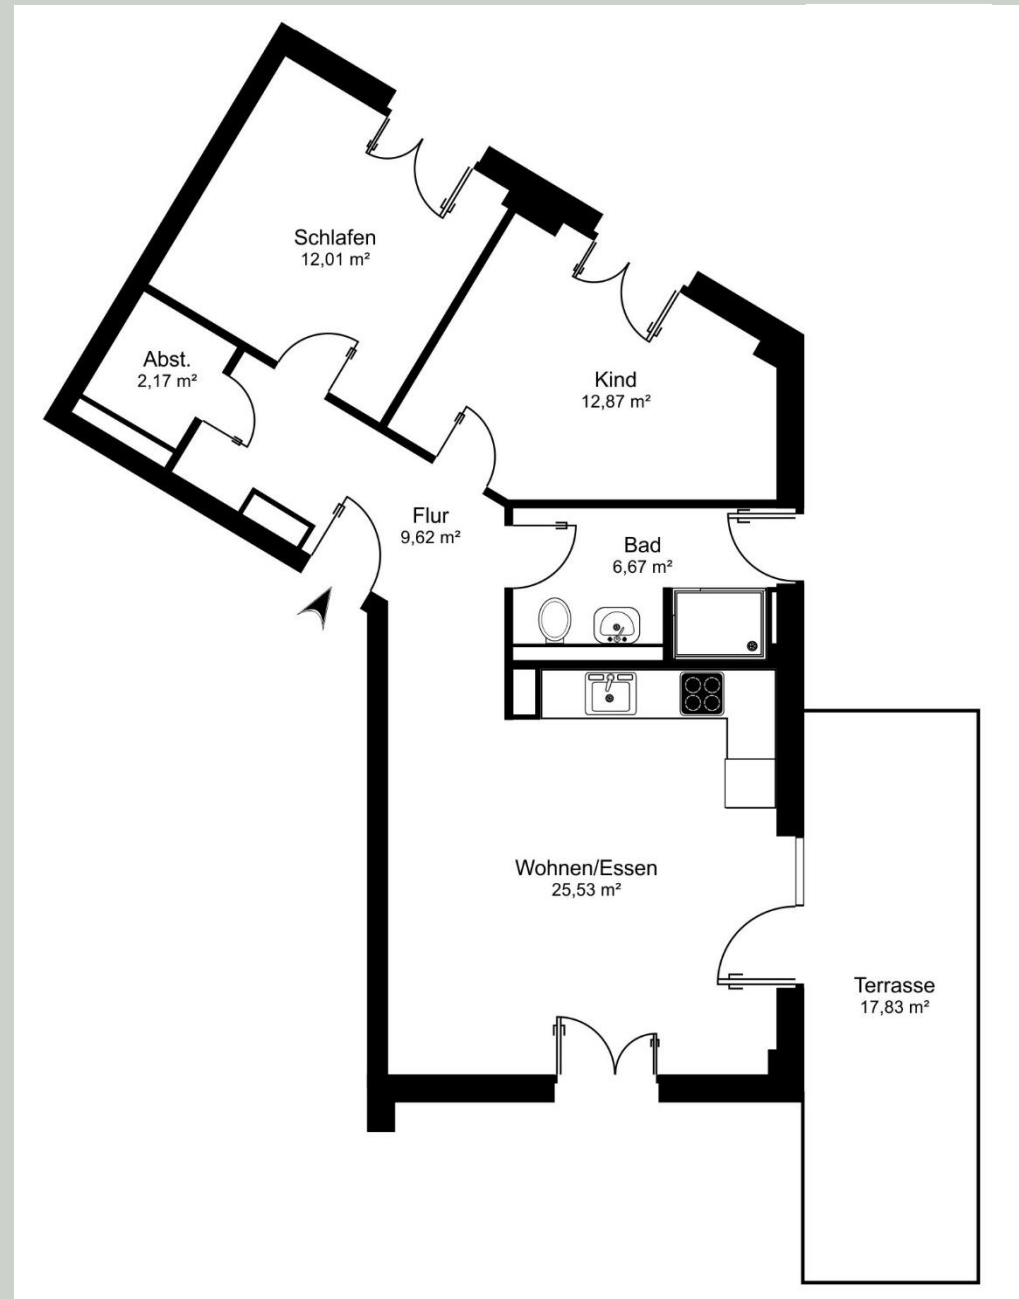 Schlafen
12,01 m²
Abst.
2,17 m²
Kind
12,87 m²
Flur
9,62 m²
Bad
6,67 m²
Wohnen/Essen
25,53 m²
Terrasse
17,83 m²